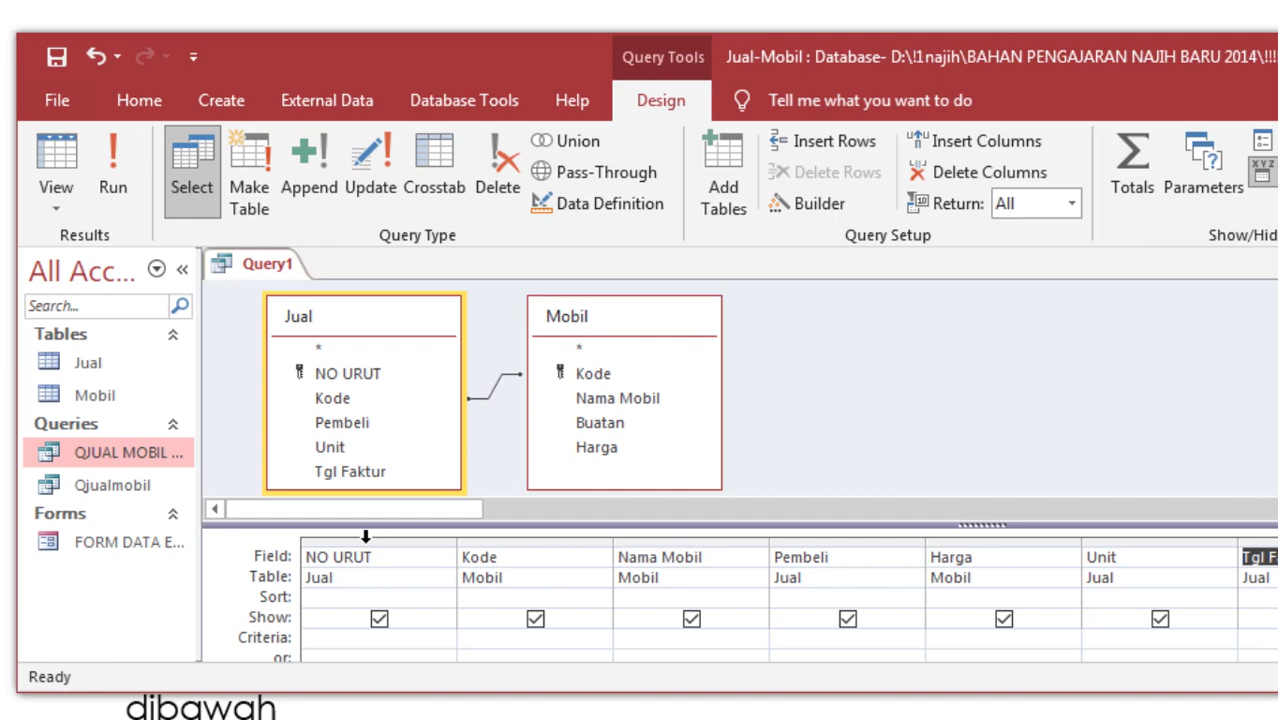 Query Tools
Jual-Mobil : Database- D:\!1najih\BAHAN PENGAJARAN NAJIH BARU 2014\!!!!
File Home Create External Data Database Tools Help Design Tell me what you want to do
View
Run
Select
Make Table
Append
Update
Crosstab
Delete
Union
Pass-Through
Data Definition
Add Tables
Insert Rows
Delete Rows
Builder
Insert Columns
Delete Columns
Return: All
Totals
Parameters
XYZ
Results
Query Type
Query Setup
Show/Hid
All Acc...
Search...
Tables
Jual
Mobil
Queries
QJUAL MOBIL ...
Qjualmobil
Forms
FORM DATA E...
Query1
Jual
*
NO URUT
Kode
Pembeli
Unit
Tgl Faktur
Mobil
*
Kode
Nama Mobil
Buatan
Harga
Field: NO URUT Kode Nama Mobil Pembeli Harga Unit Tgl F
Table: Jual Mobil Mobil Jual Mobil Jual Jual
Sort:
Show:
Criteria:
or:
Ready
dibawah